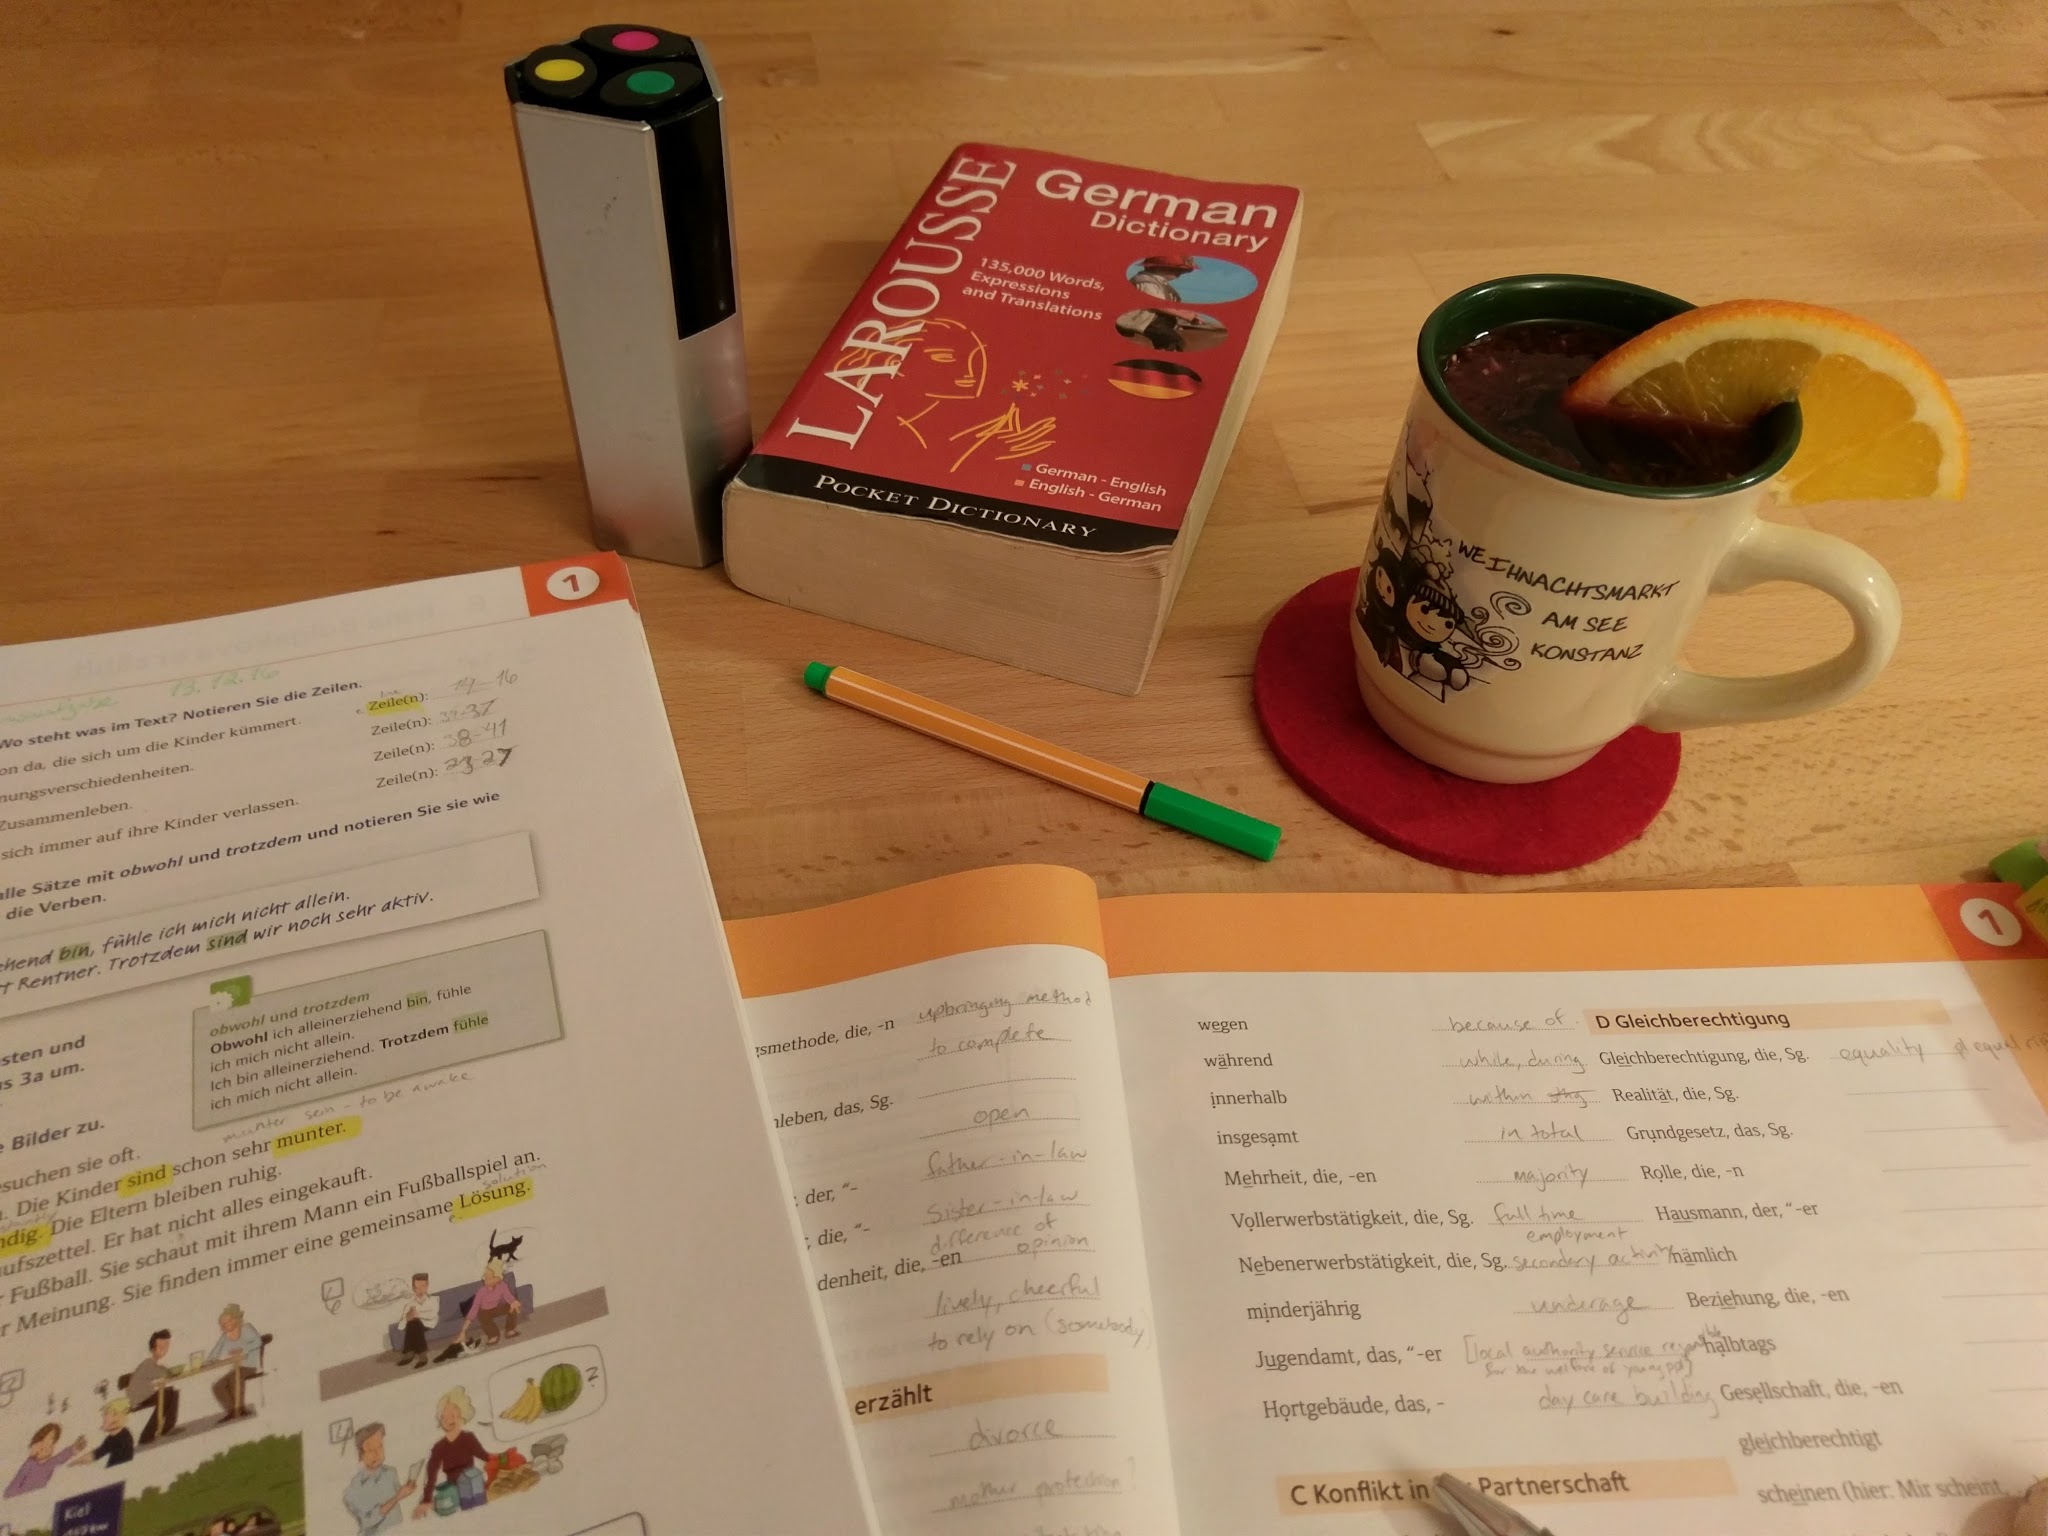 LAROUSSE
German
Dictionary
135,000 Words,
Expressions
and Translations
German - English
English - German
POCKET DICTIONARY
WEIHNACHTSMARKT
AM SEE
KONSTANZ
1
13.12.16
Wo steht was im Text? Notieren Sie die Zeilen.
on da, die sich um die Kinder kümmert. Zeile(n): 14-16
nungsverschiedenheiten. Zeile(n): 37
Zusammenleben. Zeile(n): 38-41
sich immer auf ihre Kinder verlassen. Zeile(n): 23-27
alle Sätze mit obwohl und trotzdem und notieren Sie sie wie
die Verben.
ehend bin, fühle ich mich nicht allein.
Rentner. Trotzdem sind wir noch sehr aktiv.
obwohl und trotzdem
Obwohl ich alleinerziehend bin, fühle
ich mich nicht allein.
Ich bin alleinerziehend. Trotzdem fühle
ich mich nicht allein.
sten und
s 3a um.
munter sein - to be awake
e Bilder zu.
esuchen sie oft.
Die Kinder sind schon sehr munter.
ndig. Die Eltern bleiben ruhig.
aufszettel. Er hat nicht alles eingekauft.
Fußball. Sie schaut mit ihrem Mann ein Fußballspiel an.
solution
r Meinung. Sie finden immer eine gemeinsame Lösung.
?
Kiel
gsmethode, die, -n upbringing method
to complete
nleben, das, Sg.
open
der, "- father-in-law
die, "- sister-in-law
denheit, die, -en difference of opinion
lively, cheerful
to rely on (somebody)
erzählt
divorce
mother protection?
1
wegen because of
während while, during
innerhalb within
insgesamt in total
Mehrheit, die, -en majority
Vollerwerbstätigkeit, die, Sg. full time employment
Nebenerwerbstätigkeit, die, Sg. secondary activity
minderjährig underage
Jugendamt, das, "-er [local authority service responsible for the welfare of young ppl]
Hortgebäude, das, - day care building
C Konflikt in Partnerschaft
D Gleichberechtigung
Gleichberechtigung, die, Sg. equality
Realität, die, Sg.
Grundgesetz, das, Sg.
Rolle, die, -n
Hausmann, der, "-er
nämlich
Beziehung, die, -en
halbtags
Gesellschaft, die, -en
gleichberechtigt
scheinen (hier: Mir scheint,